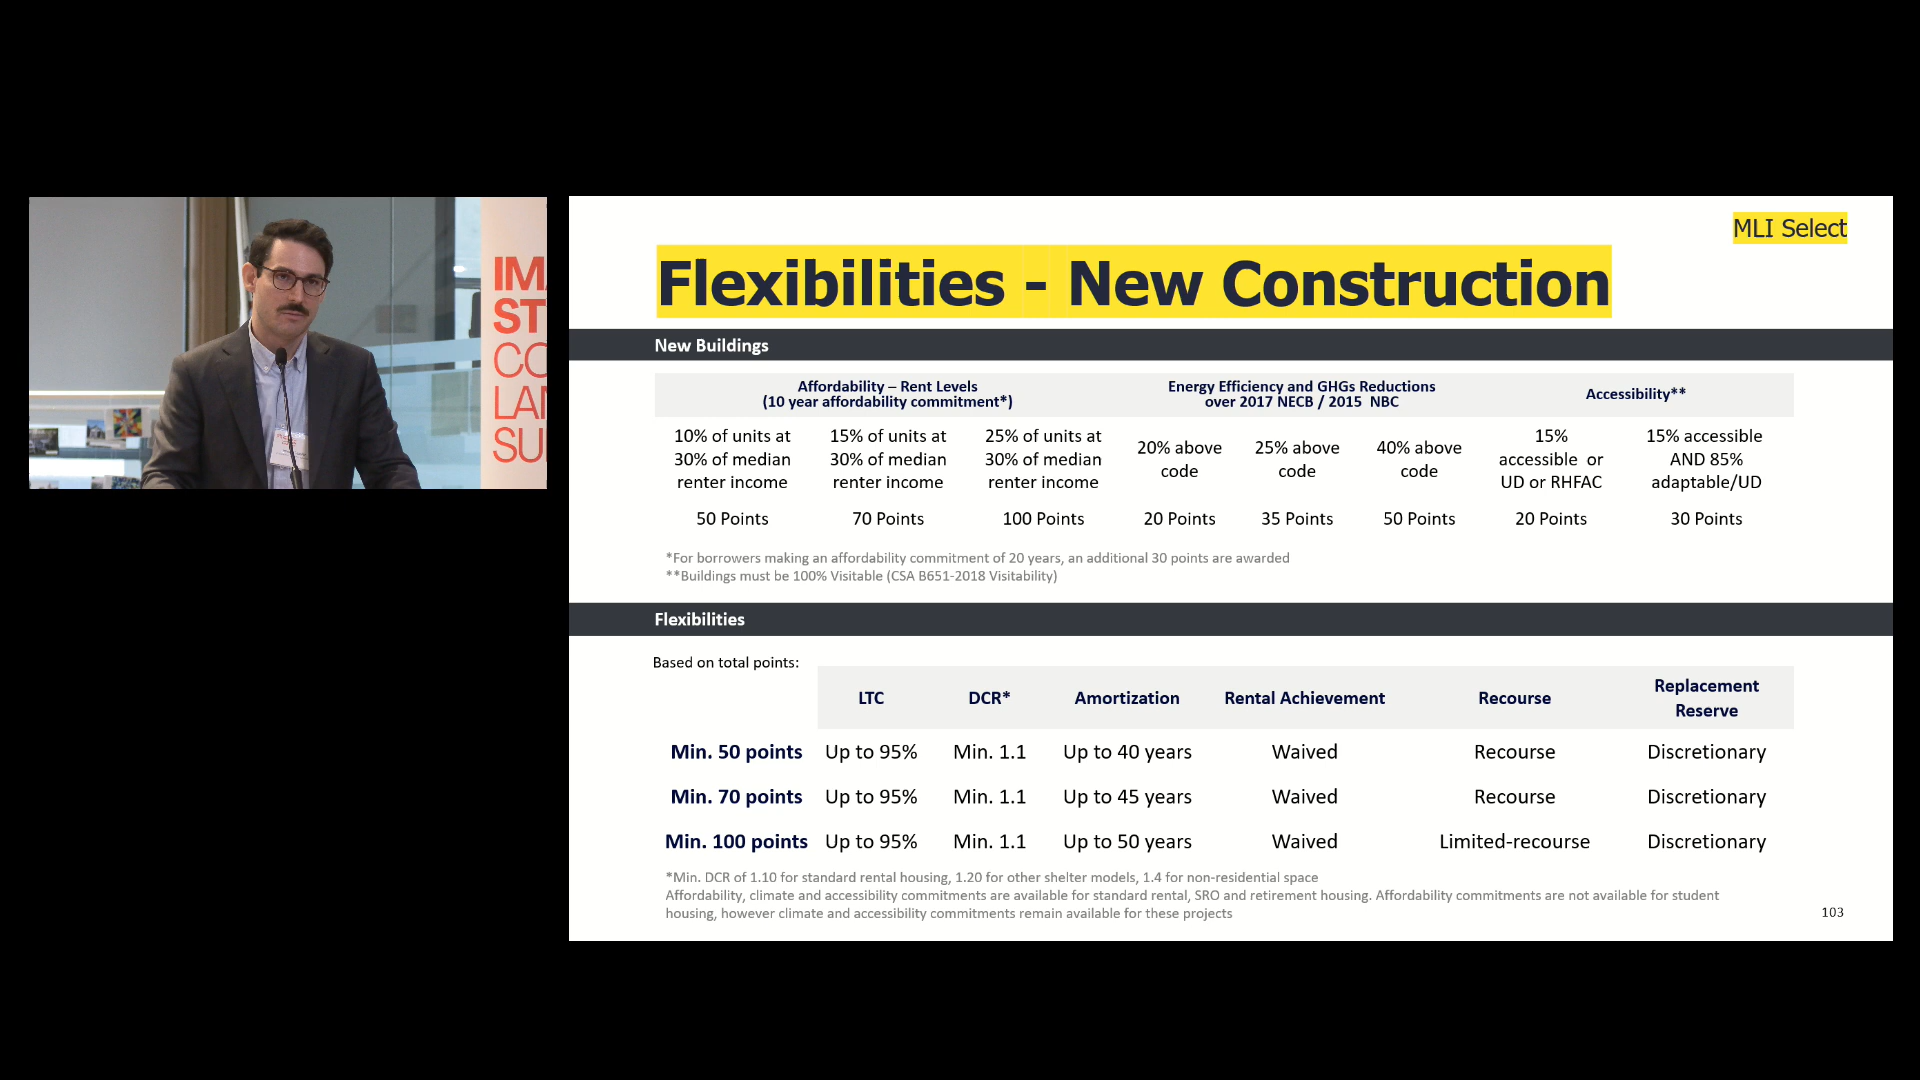 IM
ST
CO
LA
SU
MLI Select
Flexibilities - New Construction
New Buildings
Affordability – Rent Levels
(10 year affordability commitment*)
Energy Efficiency and GHGs Reductions
over 2017 NECB / 2015 NBC
Accessibility**
10% of units at
30% of median
renter income
15% of units at
30% of median
renter income
25% of units at
30% of median
renter income
20% above
code
25% above
code
40% above
code
15%
accessible or
UD or RHFAC
15% accessible
AND 85%
adaptable/UD
50 Points
70 Points
100 Points
20 Points
35 Points
50 Points
20 Points
30 Points
*For borrowers making an affordability commitment of 20 years, an additional 30 points are awarded
**Buildings must be 100% Visitable (CSA B651-2018 Visitability)
Flexibilities
Based on total points:
LTC
DCR*
Amortization
Rental Achievement
Recourse
Replacement
Reserve
Min. 50 points Up to 95% Min. 1.1 Up to 40 years Waived Recourse Discretionary
Min. 70 points Up to 95% Min. 1.1 Up to 45 years Waived Recourse Discretionary
Min. 100 points Up to 95% Min. 1.1 Up to 50 years Waived Limited-recourse Discretionary
*Min. DCR of 1.10 for standard rental housing, 1.20 for other shelter models, 1.4 for non-residential space
Affordability, climate and accessibility commitments are available for standard rental, SRO and retirement housing. Affordability commitments are not available for student
housing, however climate and accessibility commitments remain available for these projects
103